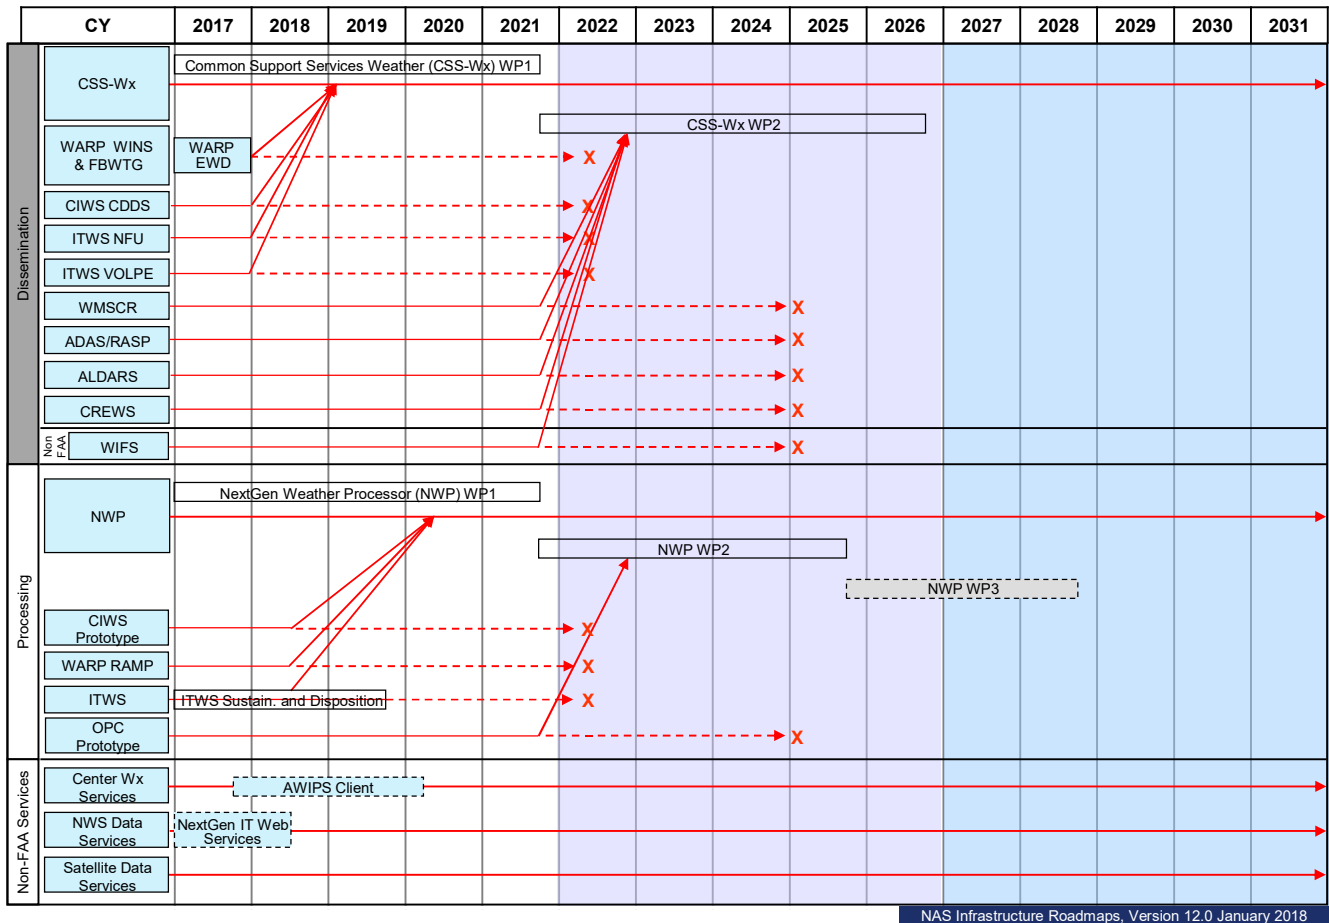 CY 2017 2018 2019 2020 2021 2022 2023 2024 2025 2026 2027 2028 2029 2030 2031
Dissemination
Common Support Services Weather (CSS-Wx) WP1
CSS-Wx
CSS-Wx WP2
WARP WINS
& FBWTG
WARP
EWD
X
CIWS CDDS
X
ITWS NFU
X
ITWS VOLPE
X
WMSCR
X
ADAS/RASP
X
ALDARS
X
CREWS
X
Non
FAA
WIFS
X
Processing
NextGen Weather Processor (NWP) WP1
NWP
NWP WP2
NWP WP3
CIWS
Prototype
X
WARP RAMP
X
ITWS
ITWS Sustain. and Disposition
X
OPC
Prototype
X
Non-FAA Services
Center Wx
Services
AWIPS Client
NWS Data
Services
NextGen IT Web
Services
Satellite Data
Services
NAS Infrastructure Roadmaps, Version 12.0 January 2018